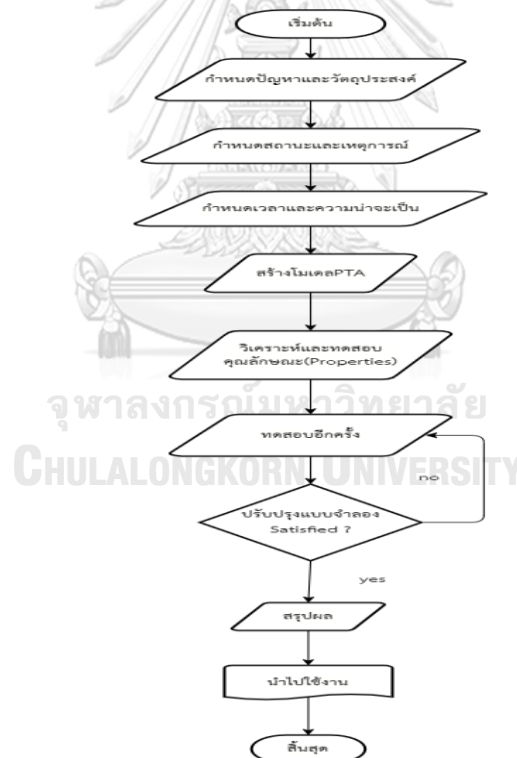 เริ่มต้น
กำหนดปัญหาและวัตถุประสงค์
กำหนดสถานะและเหตุการณ์
กำหนดเวลาและความน่าจะเป็น
สร้างโมเดลPTA
วิเคราะห์และทดสอบ
คุณลักษณะ(Properties)
จุฬาลงกรณ์มหาวิทยาลัย
ทดสอบอีกครั้ง
CHULALONGKORN UNIVERSITY
no
ปรับปรุงแบบจำลอง
Satisfied ?
yes
สรุปผล
นำไปใช้งาน
สิ้นสุด